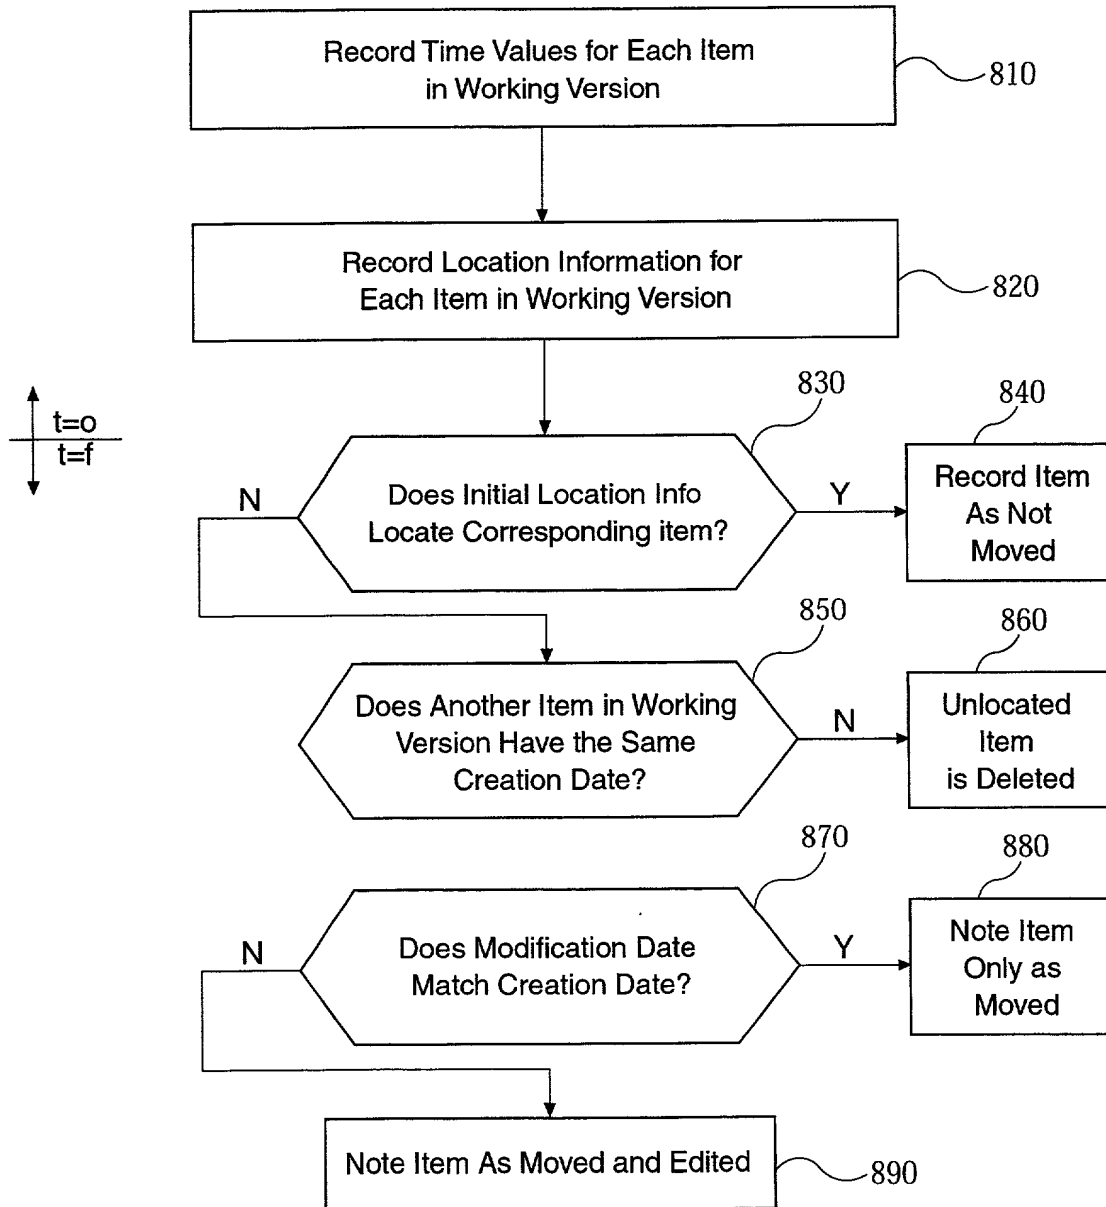 Record Time Values for Each Item
in Working Version
810
Record Location Information for
Each Item in Working Version
820
t=o
t=f
830
Does Initial Location Info
Locate Corresponding item?
N
Y
840
Record Item
As Not
Moved
850
Does Another Item in Working
Version Have the Same
Creation Date?
N
860
Unlocated
Item
is Deleted
870
Does Modification Date
Match Creation Date?
N
Y
880
Note Item
Only as
Moved
Note Item As Moved and Edited
890